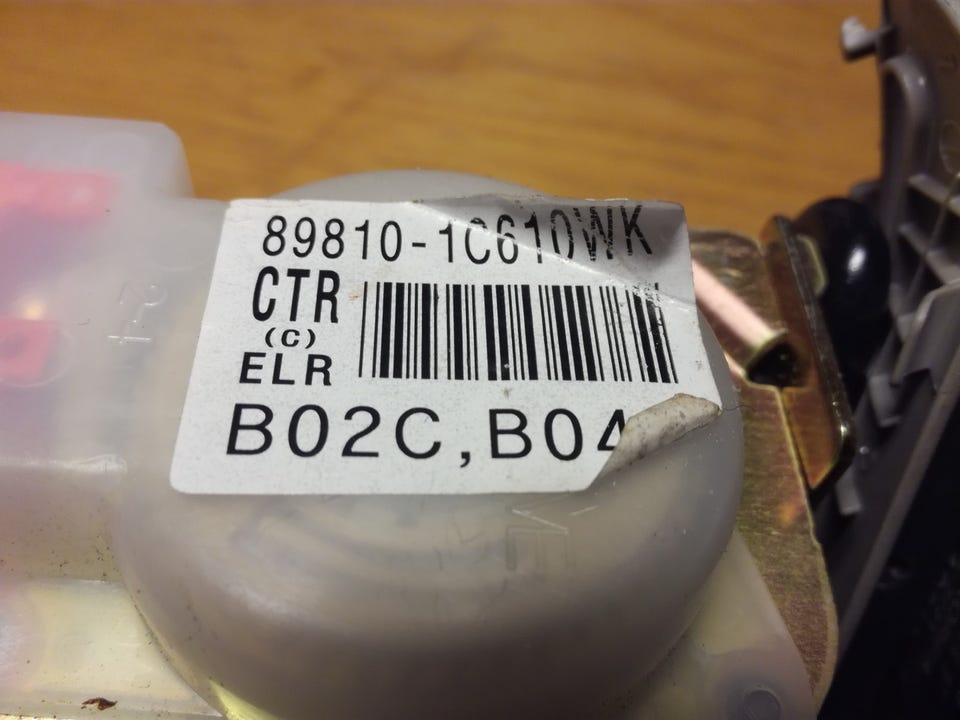 89810-1C610WK
CTR
(C)
ELR
B02C,B04